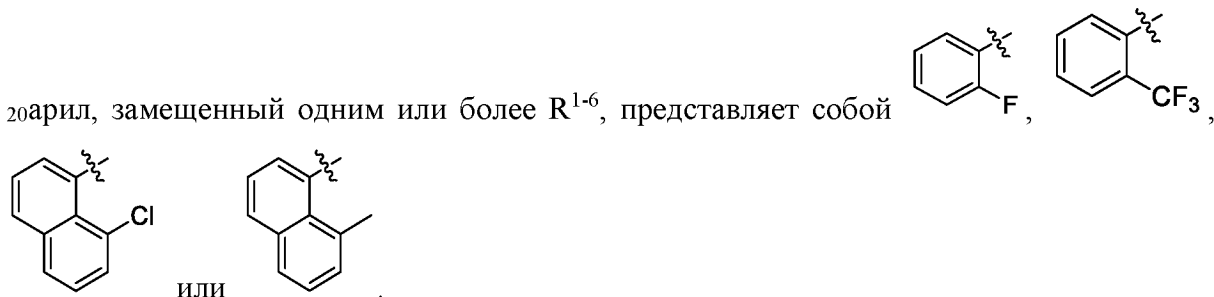 ₂₀арил, замещенный одним или более R¹⁻⁶, представляет собой F, CF₃,
Cl или .